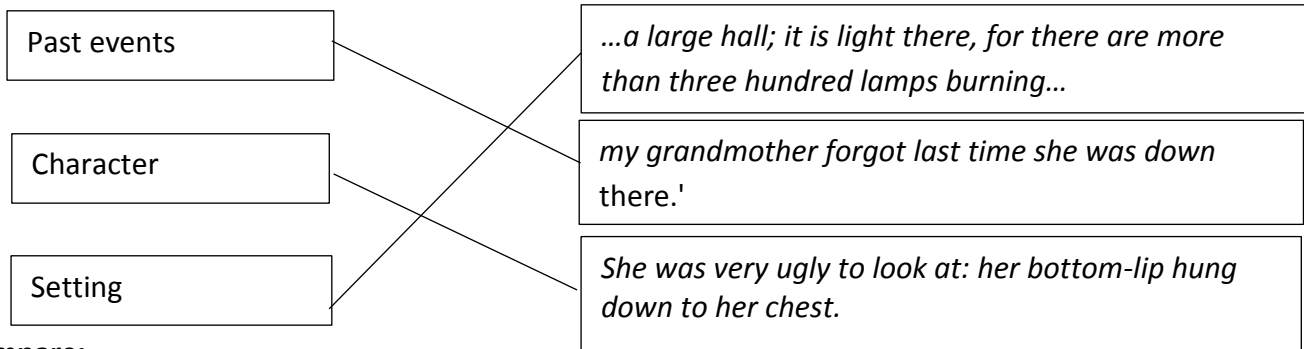 Past events
…a large hall; it is light there, for there are more
than three hundred lamps burning…
Character
my grandmother forgot last time she was down
there.'
Setting
She was very ugly to look at: her bottom-lip hung
down to her chest.